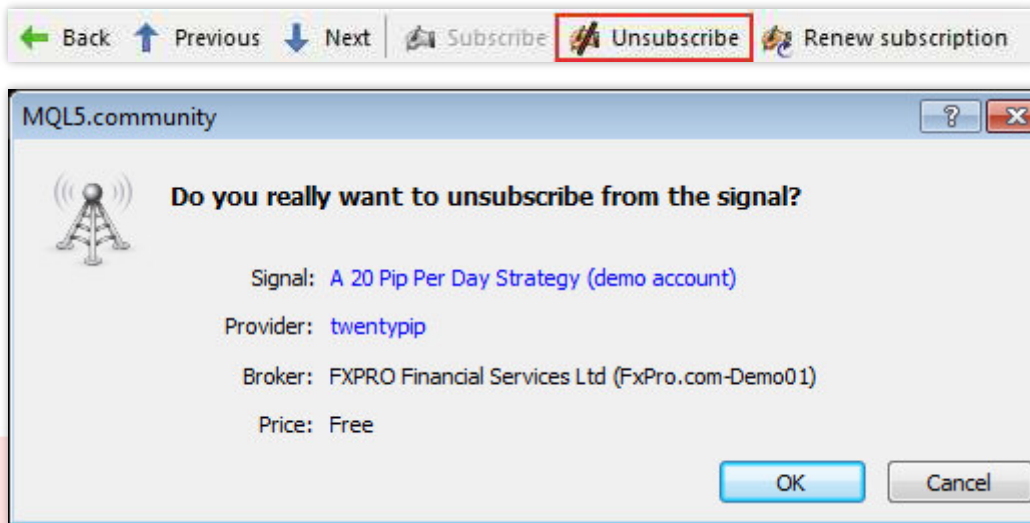 Back Previous Next Subscribe Unsubscribe Renew subscription
MQL5.community
Do you really want to unsubscribe from the signal?
Signal: A 20 Pip Per Day Strategy (demo account)
Provider: twentypip
Broker: FXPRO Financial Services Ltd (FxPro.com-Demo01)
Price: Free
OK Cancel